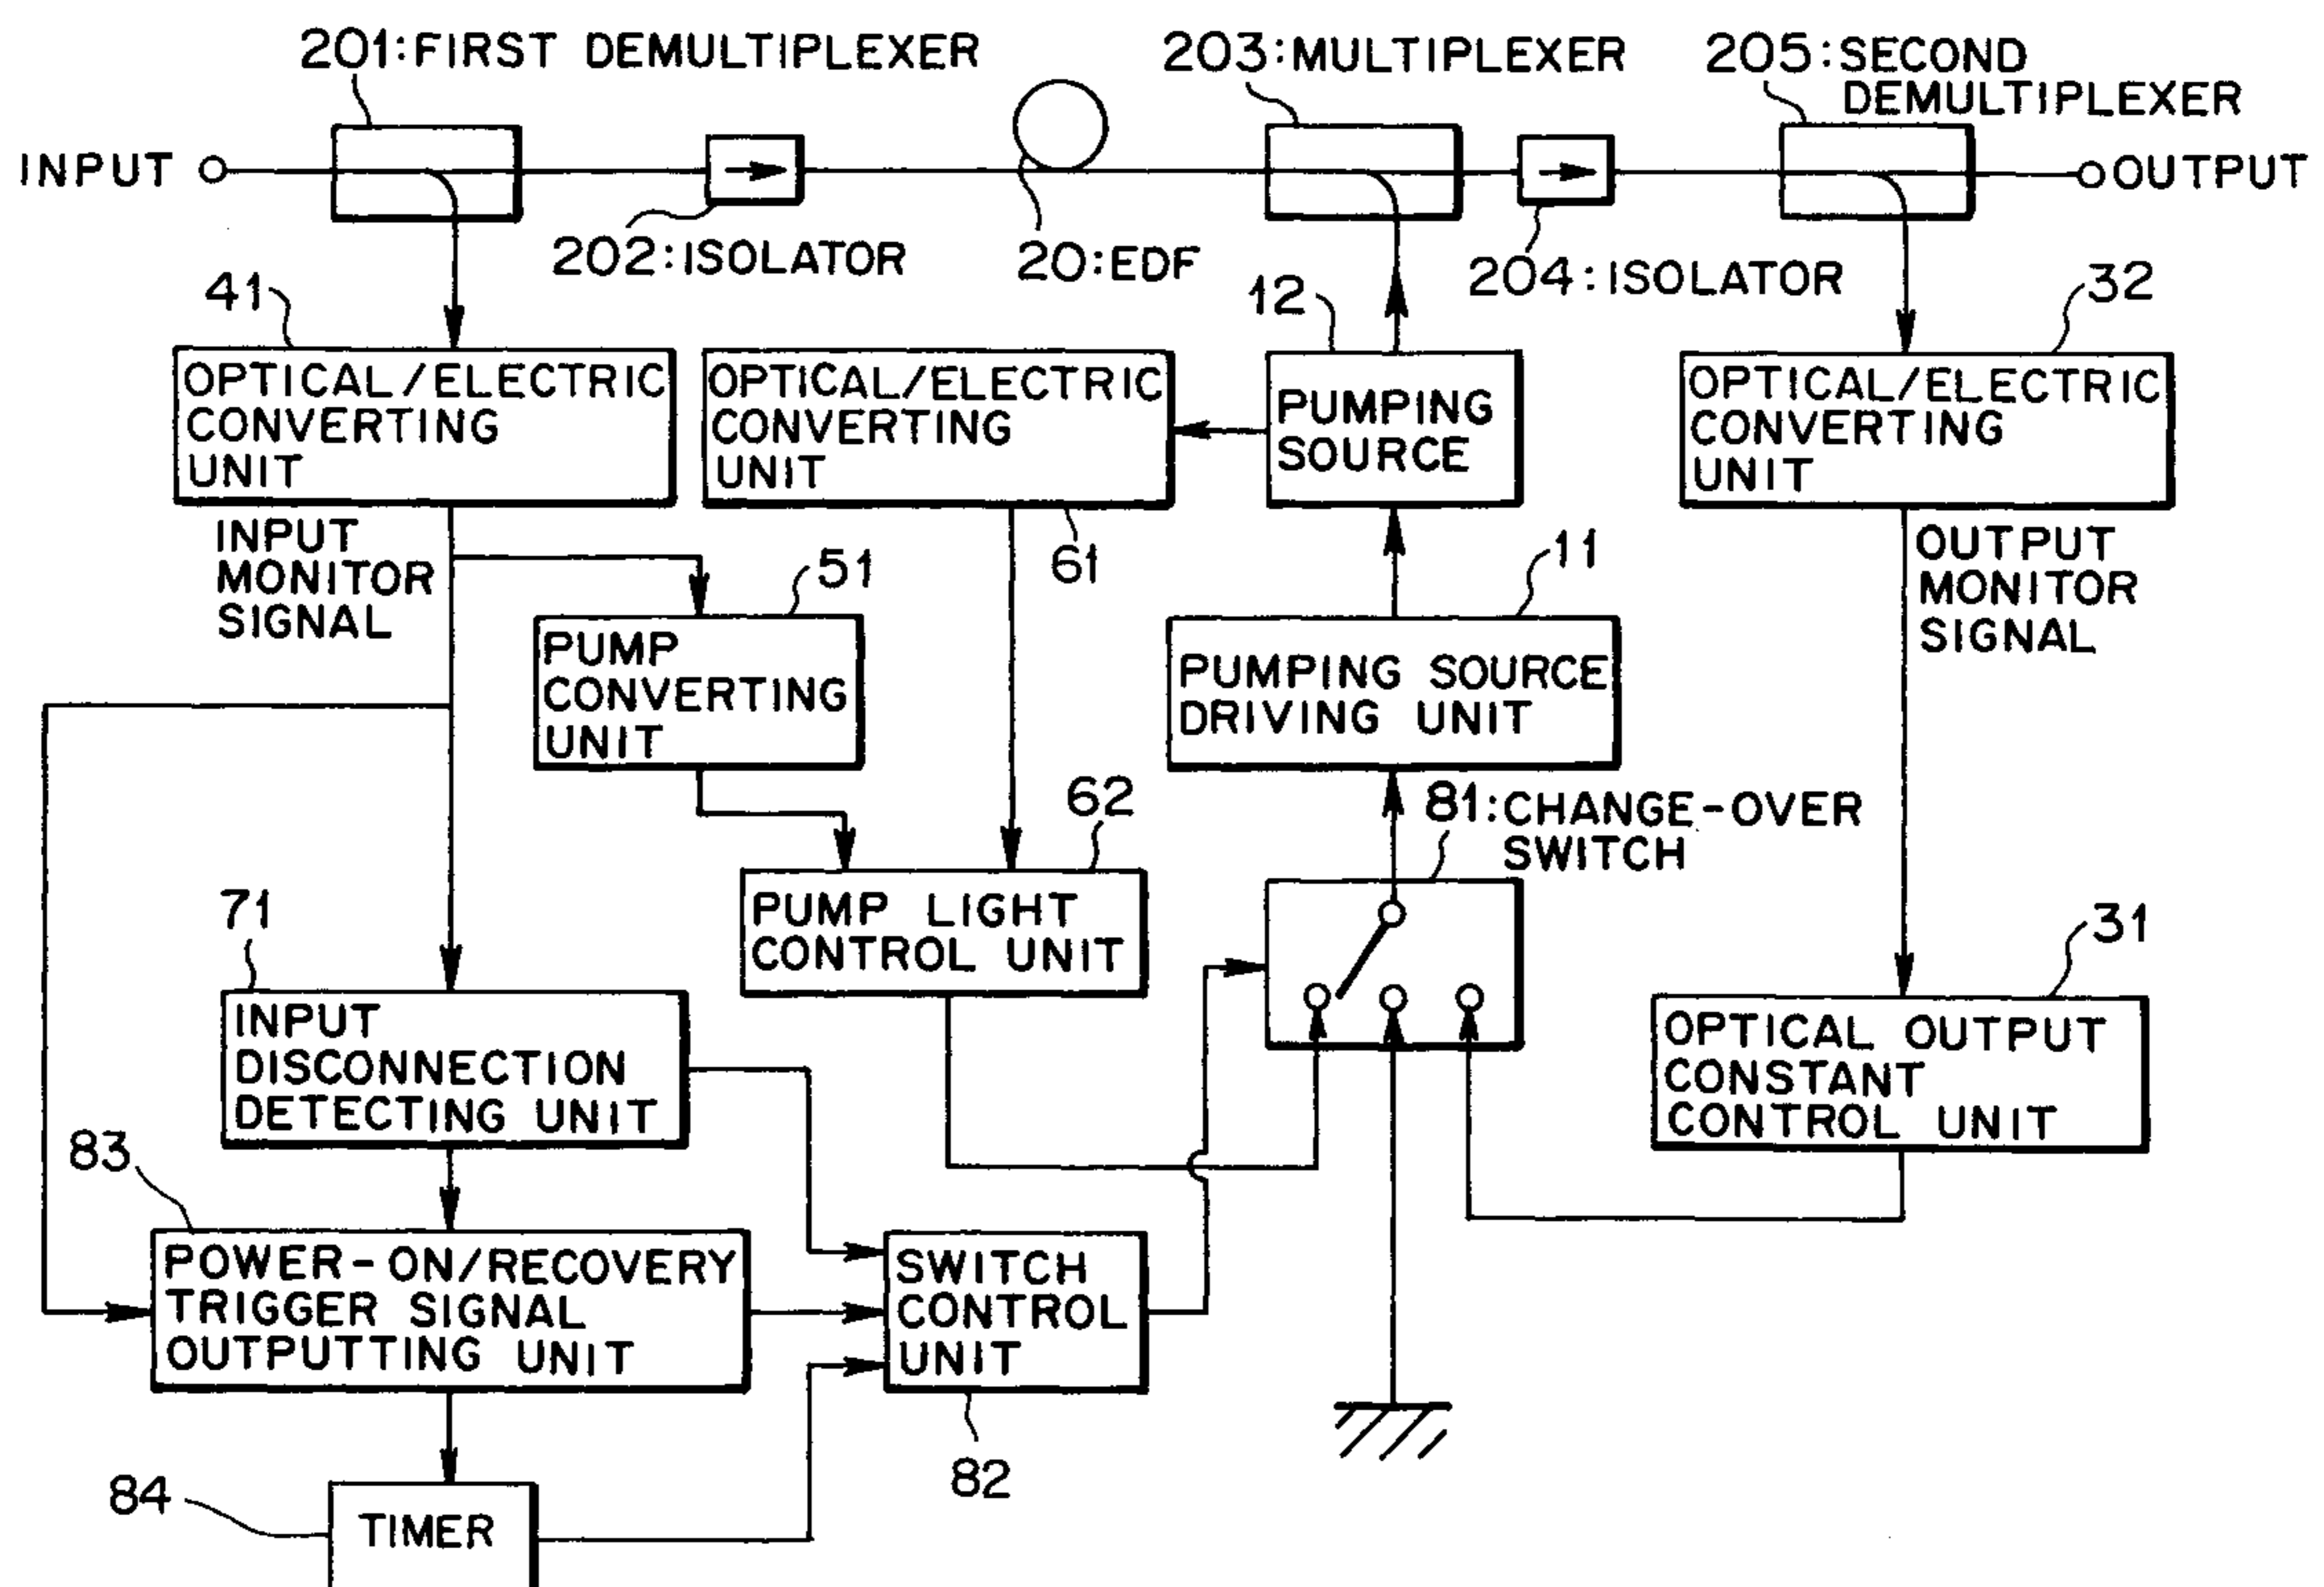 201:FIRST DEMULTIPLEXER
203:MULTIPLEXER
205:SECOND
DEMULTIPLEXER
INPUT
OUTPUT
202:ISOLATOR
20:EDF
204:ISOLATOR
41
12
32
OPTICAL/ELECTRIC
CONVERTING
UNIT
OPTICAL/ELECTRIC
CONVERTING
UNIT
PUMPING
SOURCE
OPTICAL/ELECTRIC
CONVERTING
UNIT
INPUT
MONITOR
SIGNAL
51
61
11
OUTPUT
MONITOR
SIGNAL
PUMP
CONVERTING
UNIT
PUMPING SOURCE
DRIVING UNIT
62
81:CHANGE-OVER
SWITCH
71
PUMP LIGHT
CONTROL UNIT
31
INPUT
DISCONNECTION
DETECTING UNIT
OPTICAL OUTPUT
CONSTANT
CONTROL UNIT
83
POWER-ON/RECOVERY
TRIGGER SIGNAL
OUTPUTTING UNIT
SWITCH
CONTROL
UNIT
82
84
TIMER